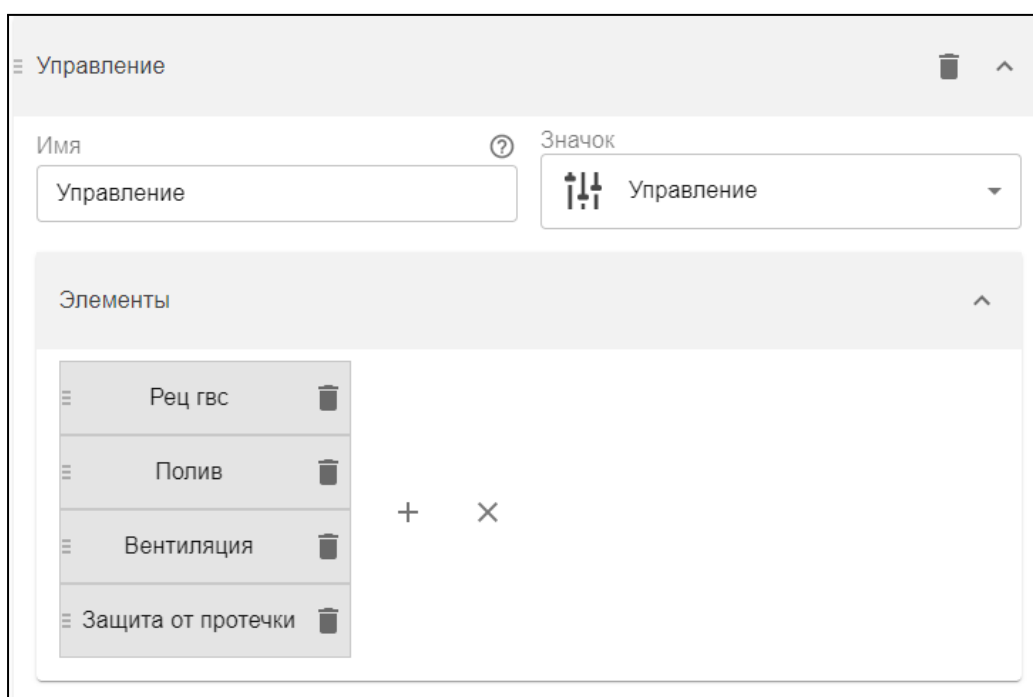 Управление
Имя
Значок
Управление
Управление
Элементы
Рец гвс
Полив
Вентиляция
Защита от протечки